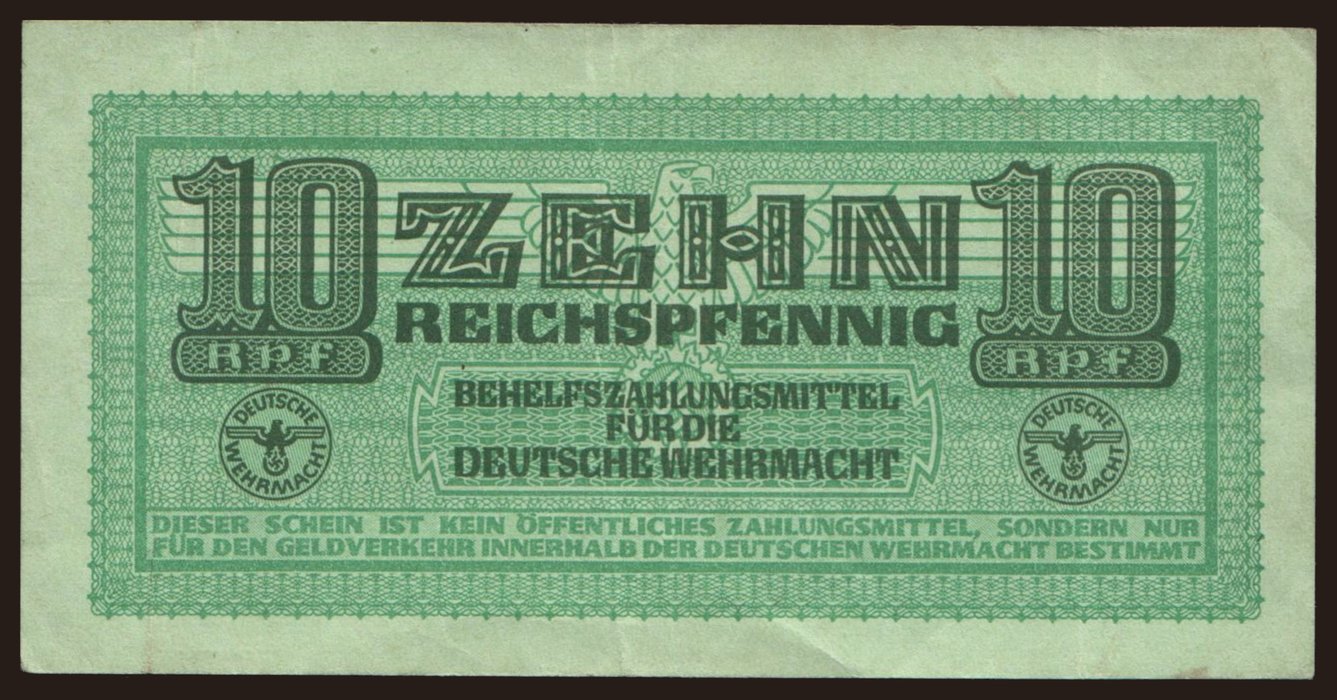 10 ZEHN 10
REICHSPFENNIG
Rpf Rpf
BEHELFSZAHLUNGSMITTEL
FÜR DIE
DEUTSCHE WEHRMACHT
DEUTSCHE WEHRMACHT
DEUTSCHE WEHRMACHT
DIESER SCHEIN IST KEIN ÖFFENTLICHES ZAHLUNGSMITTEL, SONDERN NUR
FÜR DEN GELDVERKEHR INNERHALB DER DEUTSCHEN WEHRMACHT BESTIMMT